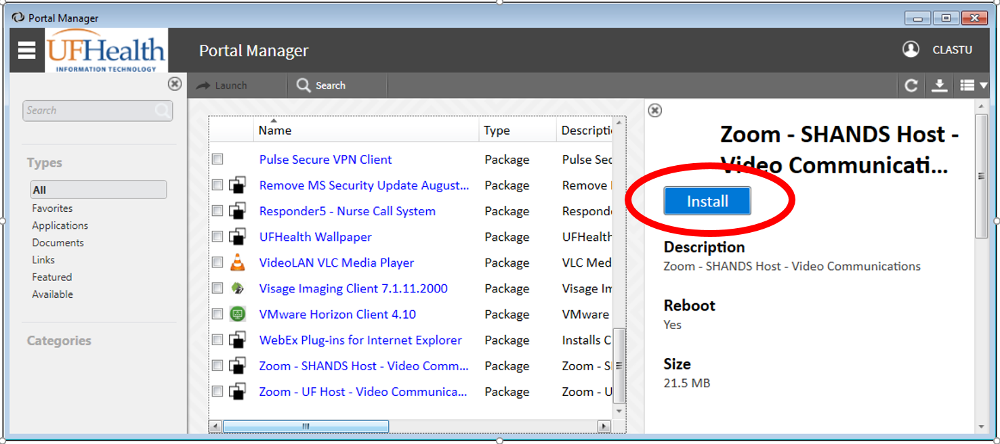 Portal Manager
UFHealth
INFORMATION TECHNOLOGY
Portal Manager
CLASTU
Launch
Search
Search
Types
All
Favorites
Applications
Documents
Links
Featured
Available
Categories
Name Type Descripti
Pulse Secure VPN Client Package Pulse Sec
Remove MS Security Update August... Package Remove
Responder5 - Nurse Call System Package Responde
UFHealth Wallpaper Package UFHealth
VideoLAN VLC Media Player Package VLC Med
Visage Imaging Client 7.1.11.2000 Package Visage Im
VMware Horizon Client 4.10 Package VMware
WebEx Plug-ins for Internet Explorer Package Installs C
Zoom - SHANDS Host - Video Comm... Package Zoom - S
Zoom - UF Host - Video Communica... Package Zoom - U
Zoom - SHANDS Host -
Video Communicati...
Install
Description
Zoom - SHANDS Host - Video Communications
Reboot
Yes
Size
21.5 MB